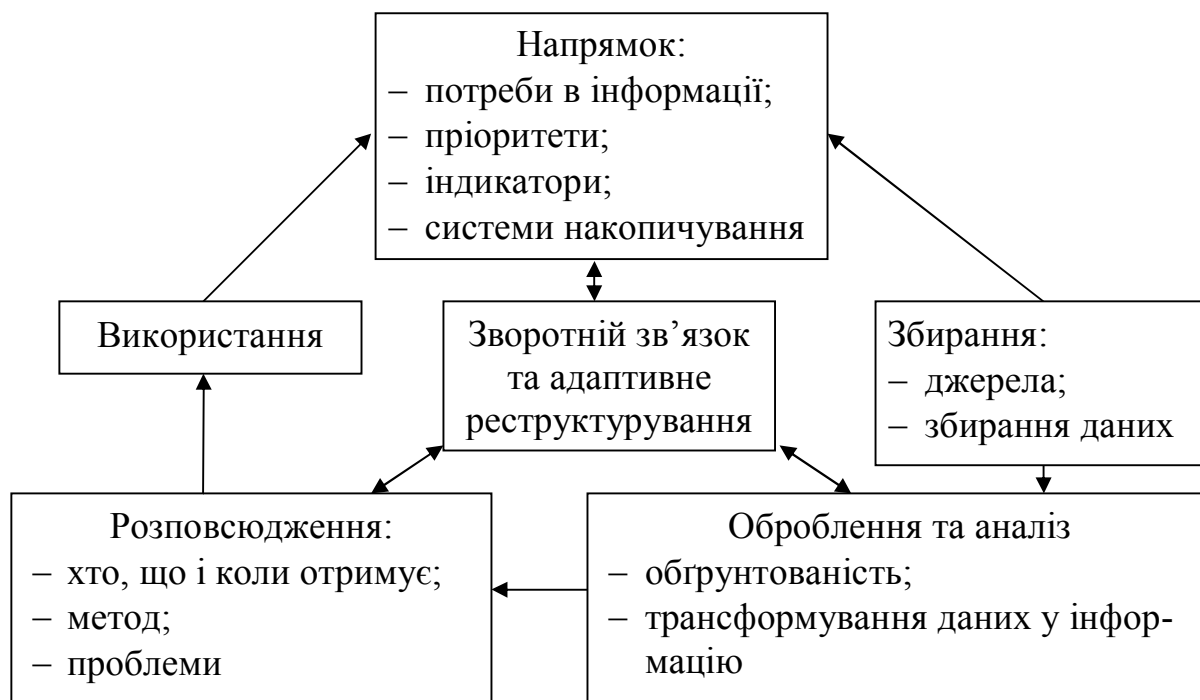 Напрямок:
– потреби в інформації;
– пріоритети;
– індикатори;
– системи накопичування
Використання
Зворотній зв’язок
та адаптивне
реструктурування
Збирання:
– джерела;
– збирання даних
Розповсюдження:
– хто, що і коли отримує;
– метод;
– проблеми
Оброблення та аналіз
– обґрунтованість;
– трансформування даних у інфор-
мацію